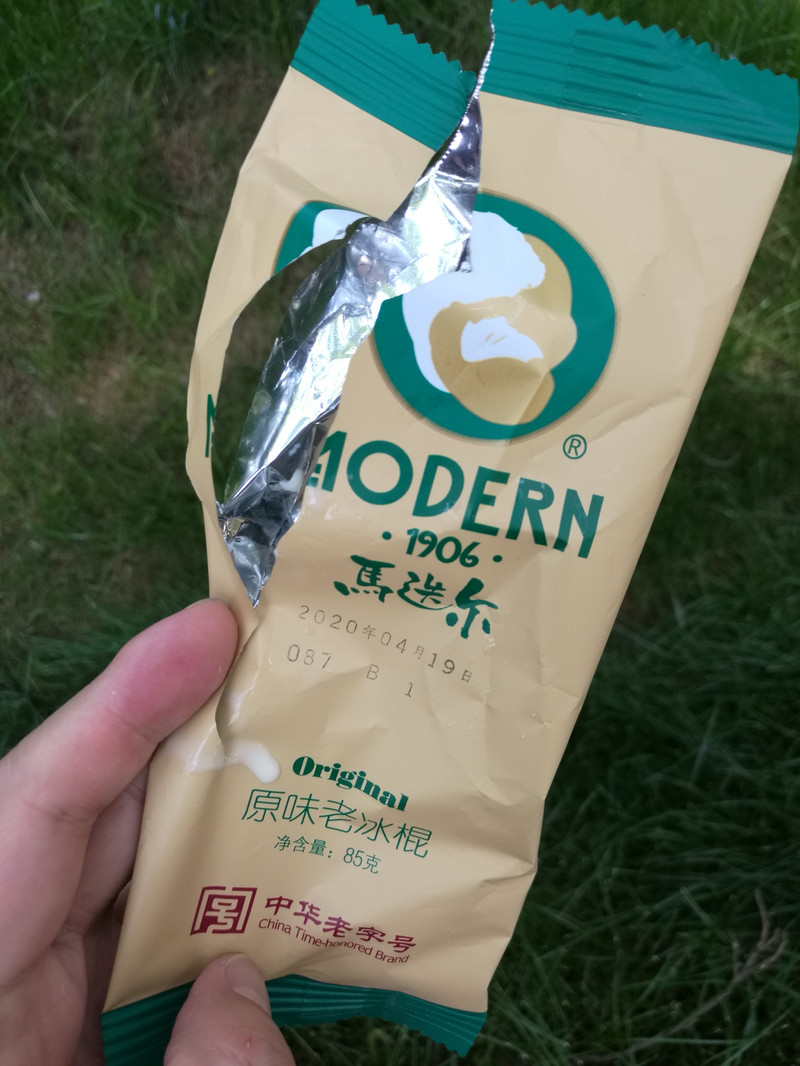 ®
MODERN
·1906·
馬迭尔
2020年04月19日
087 B 1
Original
原味老冰棍
净含量：85克
中华老字号
China Time-honored Brand